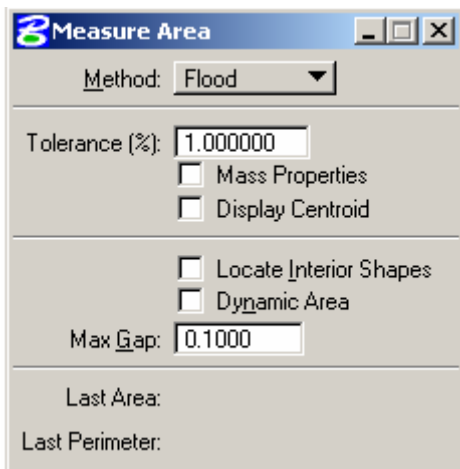 Measure Area
Method: Flood
Tolerance (%): 1.000000
Mass Properties
Display Centroid
Locate Interior Shapes
Dynamic Area
Max Gap: 0.1000
Last Area:
Last Perimeter: